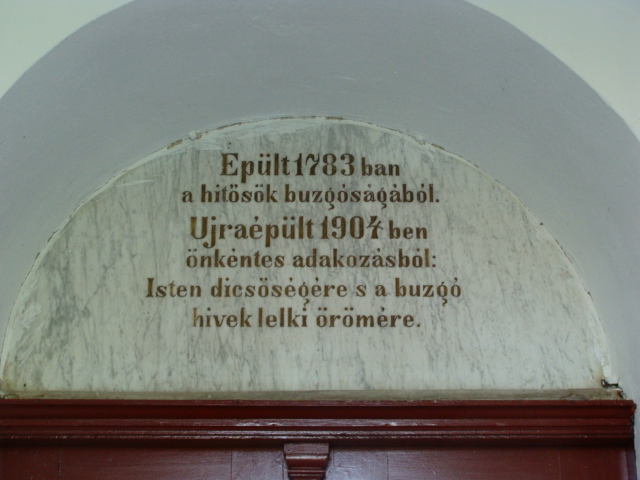 Epült 1783 ban
a hitösök buzgóságából.
Ujraépült 1904 ben
önkéntes adakozásból:
Isten dicsöségére s a buzgó
hivek lelki örömére.